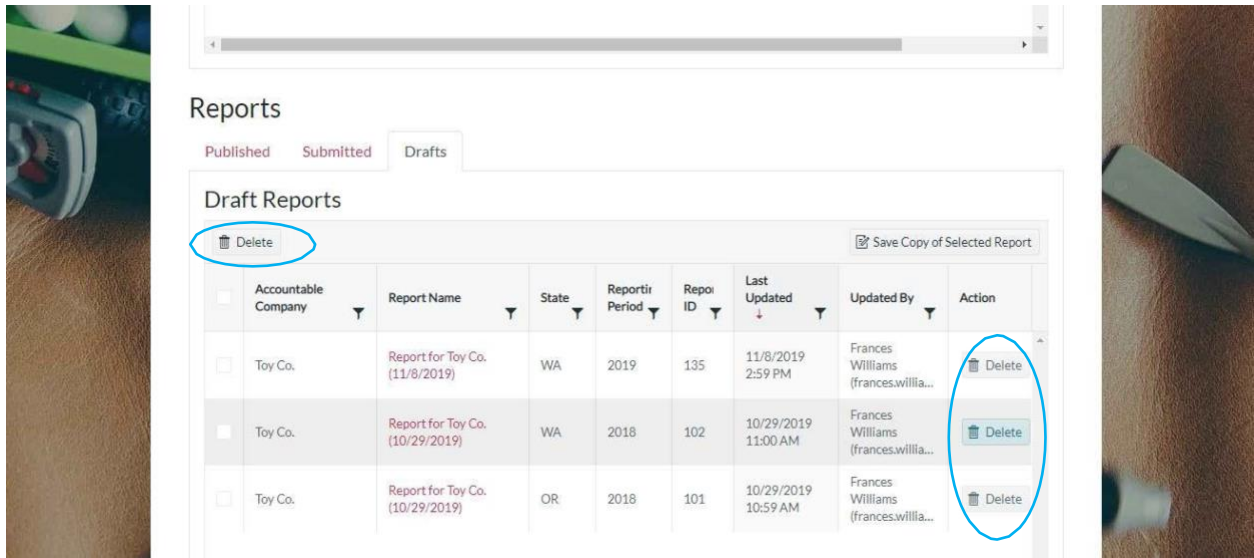 Reports
Published Submitted Drafts
Draft Reports
Delete Save Copy of Selected Report
Accountable
Company
Report Name
State
Reportir
Period
Repor
ID
Last
Updated
Updated By
Action
Toy Co.
Report for Toy Co.
(11/8/2019)
WA
2019
135
11/8/2019
2:59 PM
Frances
Williams
(frances.willia...
Delete
Toy Co.
Report for Toy Co.
(10/29/2019)
WA
2018
102
10/29/2019
11:00 AM
Frances
Williams
(frances.willia...
Delete
Toy Co.
Report for Toy Co.
(10/29/2019)
OR
2018
101
10/29/2019
10:59 AM
Frances
Williams
(frances.willia...
Delete